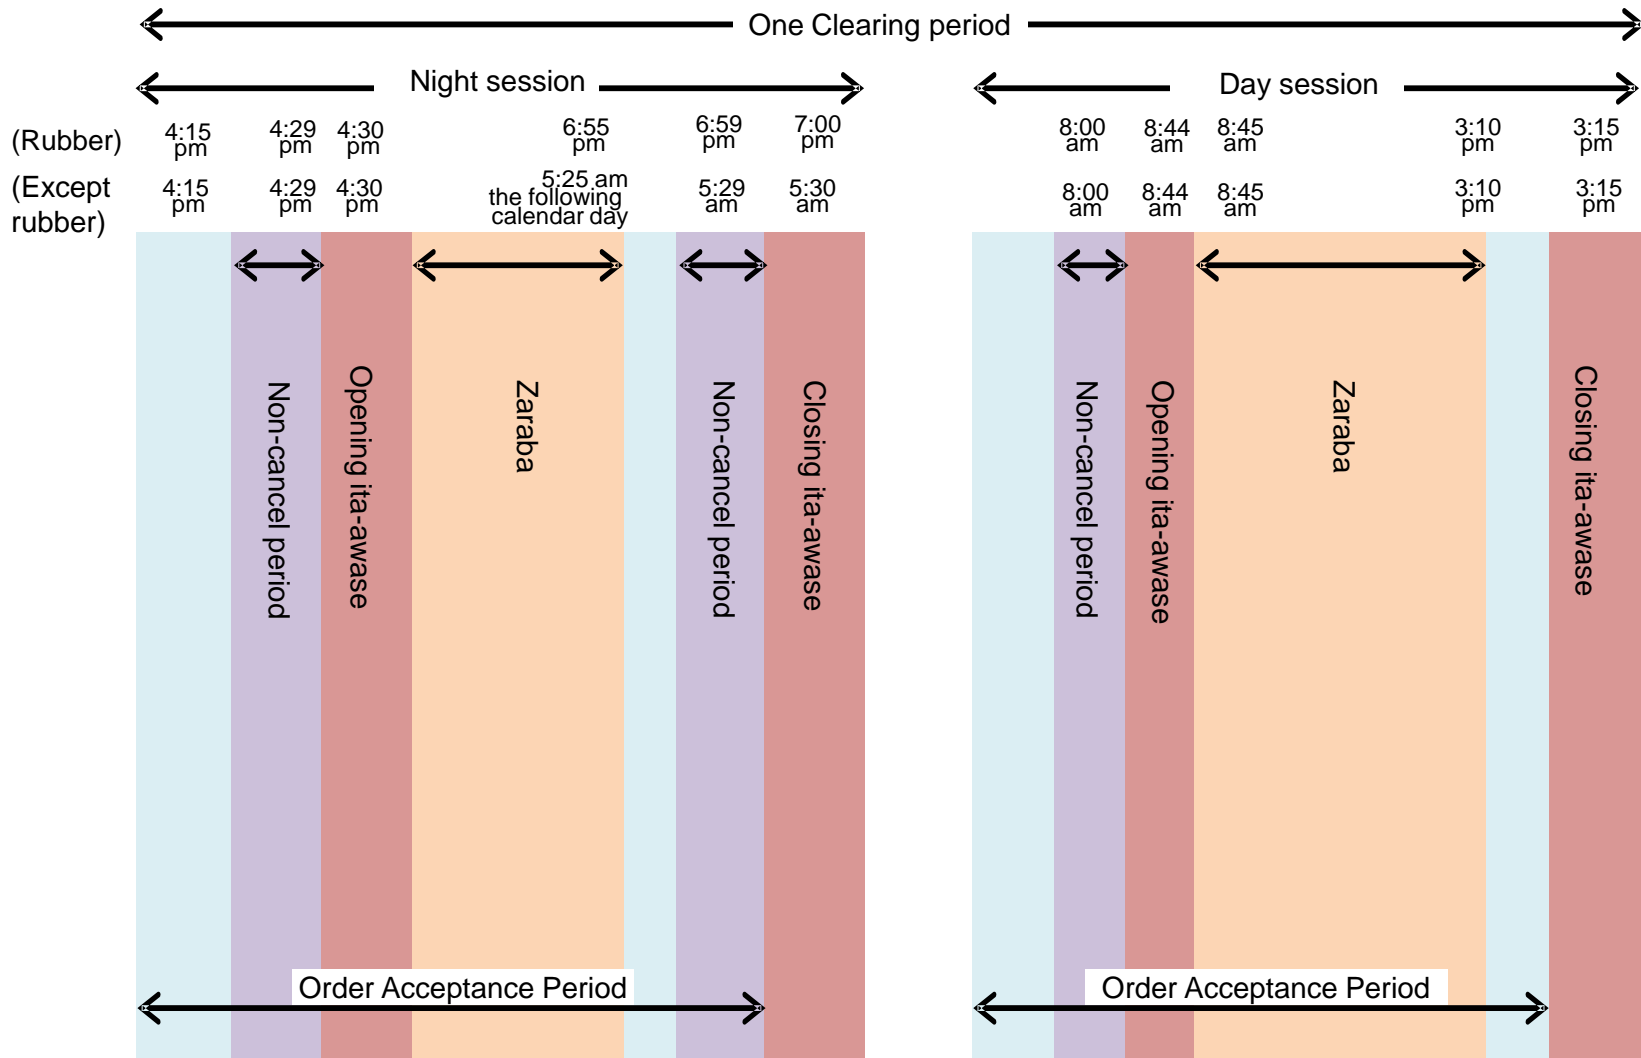 One Clearing period
Night session
Day session
(Rubber)
4:15
pm
4:29
pm
4:30
pm
6:55
pm
6:59
pm
7:00
pm
8:00
am
8:44
am
8:45
am
3:10
pm
3:15
pm
(Except
rubber)
4:15
pm
4:29
pm
4:30
pm
5:25 am
the following
calendar day
5:29
am
5:30
am
8:00
am
8:44
am
8:45
am
3:10
pm
3:15
pm
Non-cancel period
Opening ita-awase
Zaraba
Non-cancel period
Closing ita-awase
Non-cancel period
Opening ita-awase
Zaraba
Closing ita-awase
Order Acceptance Period
Order Acceptance Period